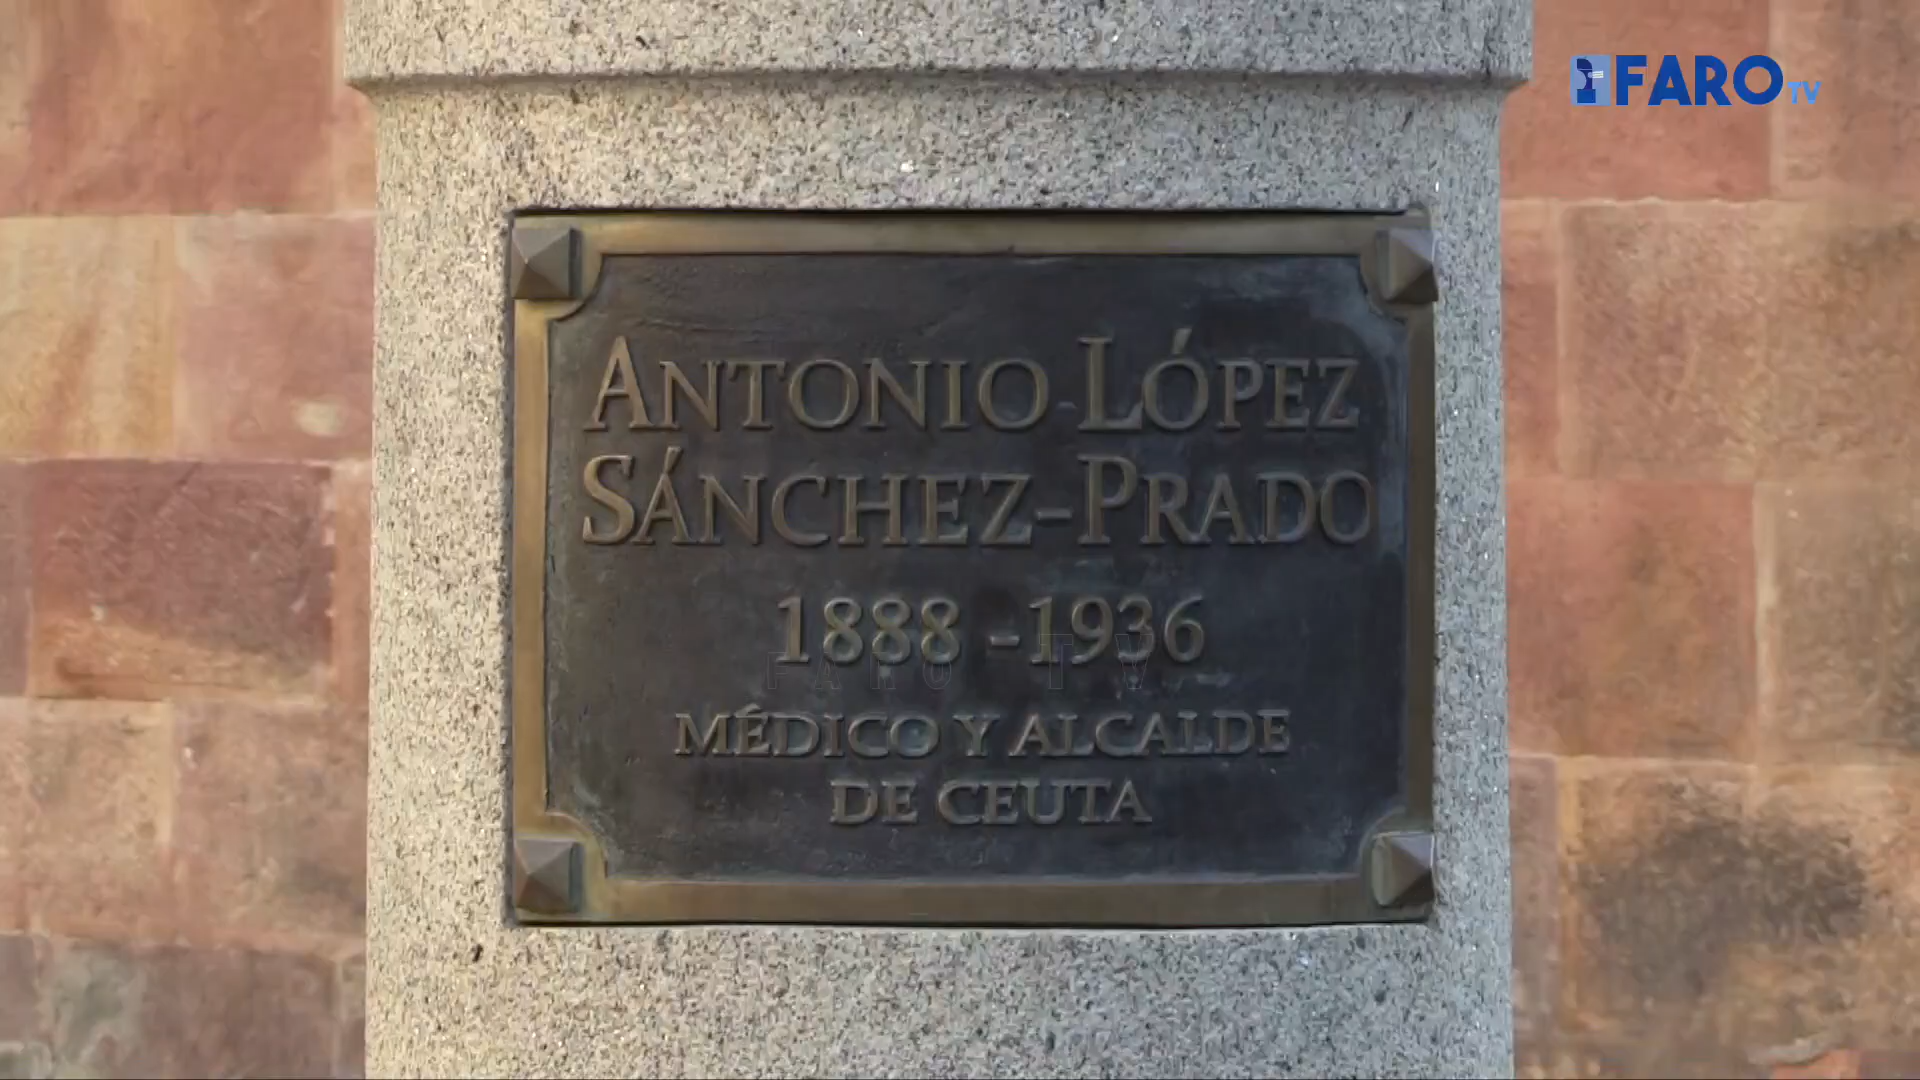 FARO TV
ANTONIO LÓPEZ
SÁNCHEZ-PRADO
1888 - 1936
FARO TV
MÉDICO Y ALCALDE
DE CEUTA